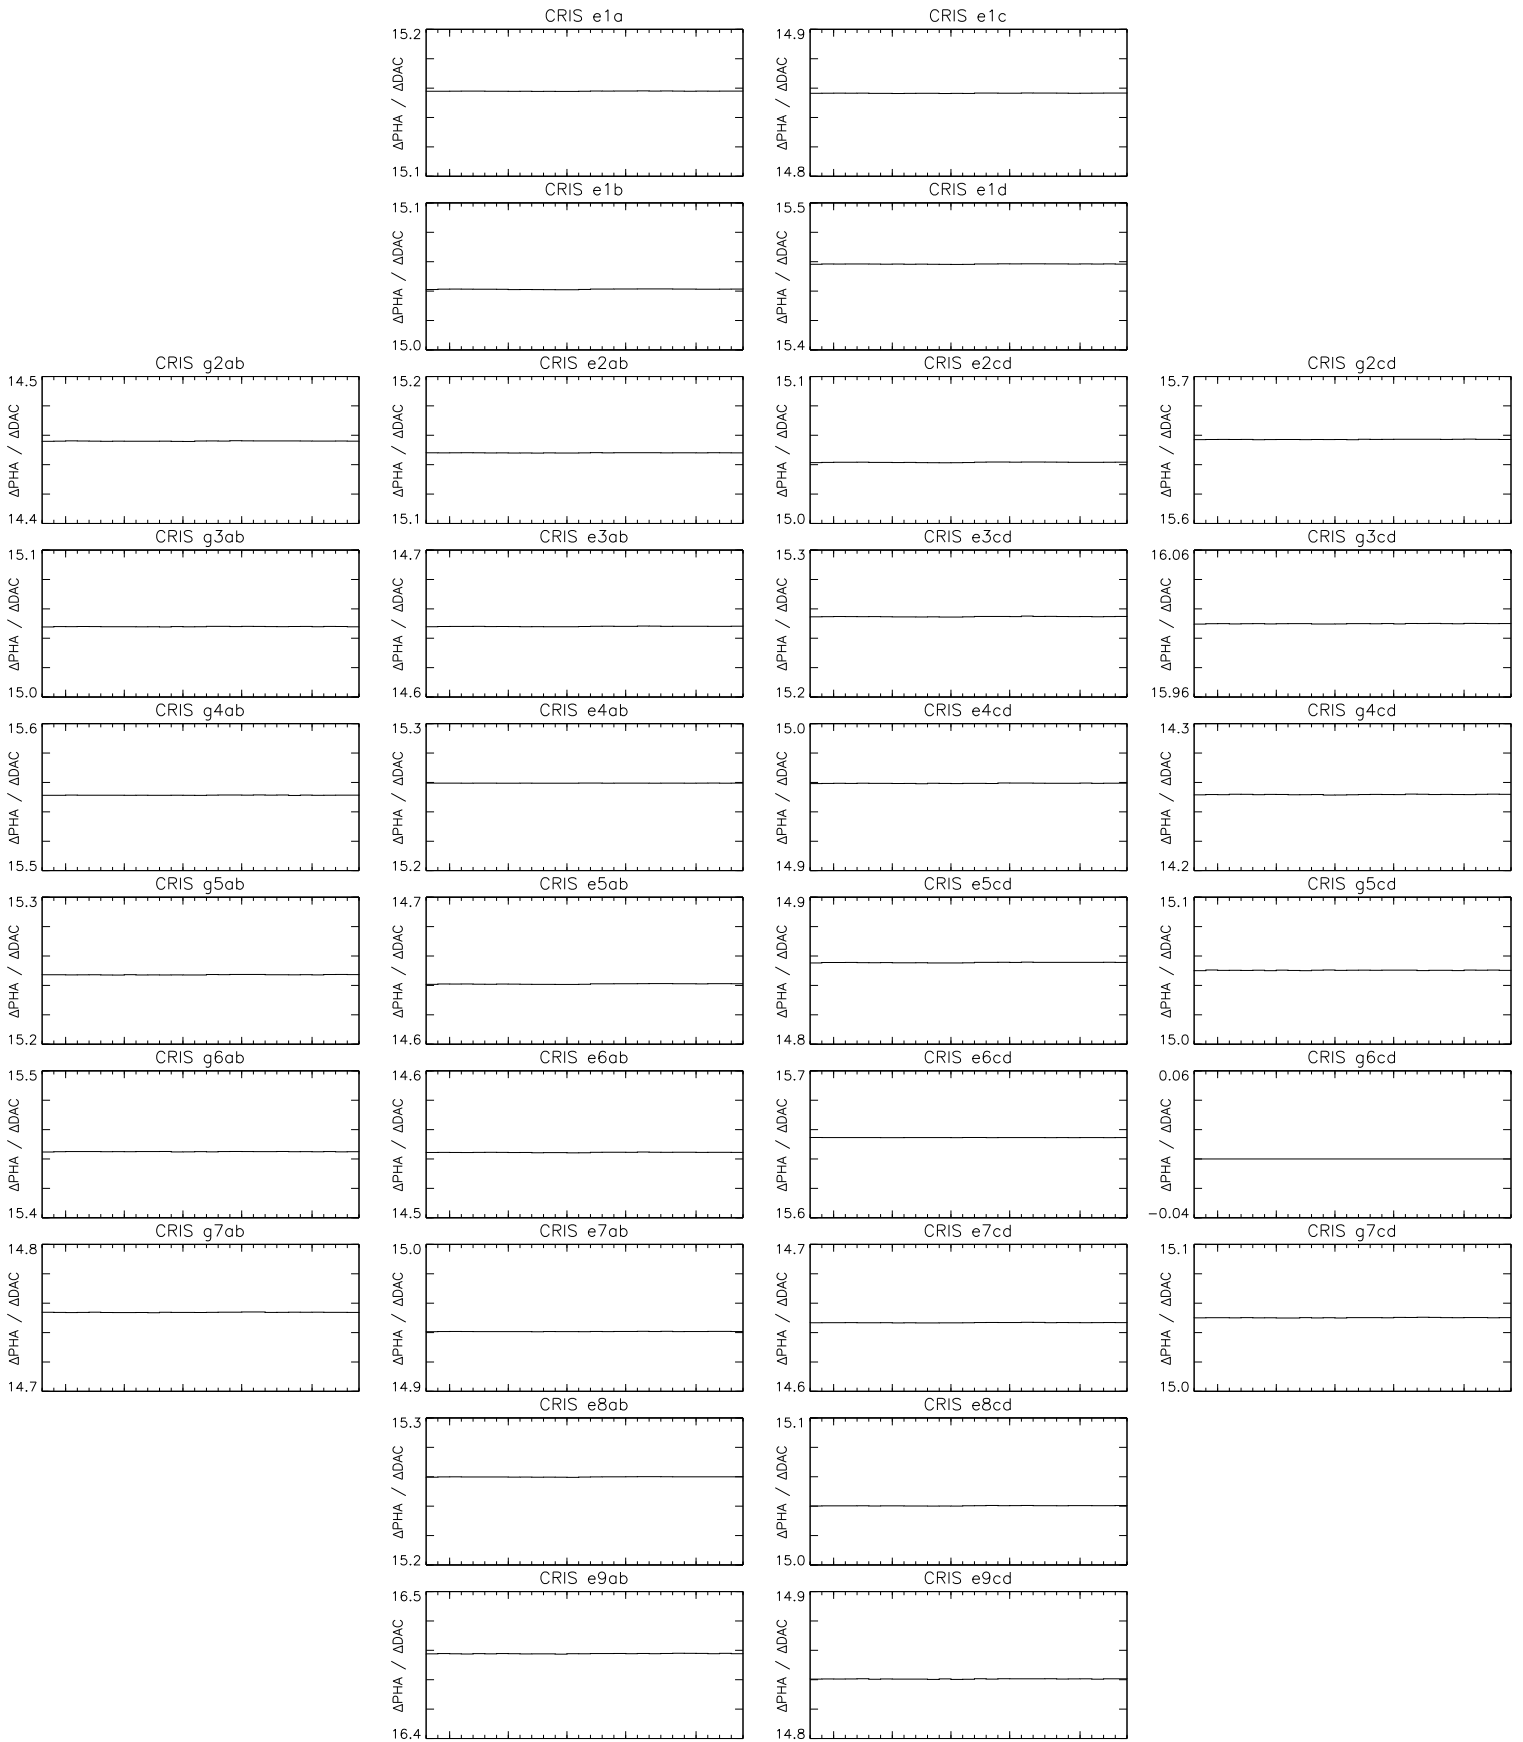 CRIS e1a
15.2
ΔPHA / ΔDAC
15.1
CRIS e1c
14.9
ΔPHA / ΔDAC
14.8
CRIS e1b
15.1
ΔPHA / ΔDAC
15.0
CRIS e1d
15.5
ΔPHA / ΔDAC
15.4
CRIS g2ab
14.5
ΔPHA / ΔDAC
14.4
CRIS e2ab
15.2
ΔPHA / ΔDAC
15.1
CRIS e2cd
15.1
ΔPHA / ΔDAC
15.0
CRIS g2cd
15.7
ΔPHA / ΔDAC
15.6
CRIS g3ab
15.1
ΔPHA / ΔDAC
15.0
CRIS e3ab
14.7
ΔPHA / ΔDAC
14.6
CRIS e3cd
15.3
ΔPHA / ΔDAC
15.2
CRIS g3cd
16.06
ΔPHA / ΔDAC
15.96
CRIS g4ab
15.6
ΔPHA / ΔDAC
15.5
CRIS e4ab
15.3
ΔPHA / ΔDAC
15.2
CRIS e4cd
15.0
ΔPHA / ΔDAC
14.9
CRIS g4cd
14.3
ΔPHA / ΔDAC
14.2
CRIS g5ab
15.3
ΔPHA / ΔDAC
15.2
CRIS e5ab
14.7
ΔPHA / ΔDAC
14.6
CRIS e5cd
14.9
ΔPHA / ΔDAC
14.8
CRIS g5cd
15.1
ΔPHA / ΔDAC
15.0
CRIS g6ab
15.5
ΔPHA / ΔDAC
15.4
CRIS e6ab
14.6
ΔPHA / ΔDAC
14.5
CRIS e6cd
15.7
ΔPHA / ΔDAC
15.6
CRIS g6cd
0.06
ΔPHA / ΔDAC
−0.04
CRIS g7ab
14.8
ΔPHA / ΔDAC
14.7
CRIS e7ab
15.0
ΔPHA / ΔDAC
14.9
CRIS e7cd
14.7
ΔPHA / ΔDAC
14.6
CRIS g7cd
15.1
ΔPHA / ΔDAC
15.0
CRIS e8ab
15.3
ΔPHA / ΔDAC
15.2
CRIS e8cd
15.1
ΔPHA / ΔDAC
15.0
CRIS e9ab
16.5
ΔPHA / ΔDAC
16.4
CRIS e9cd
14.9
ΔPHA / ΔDAC
14.8